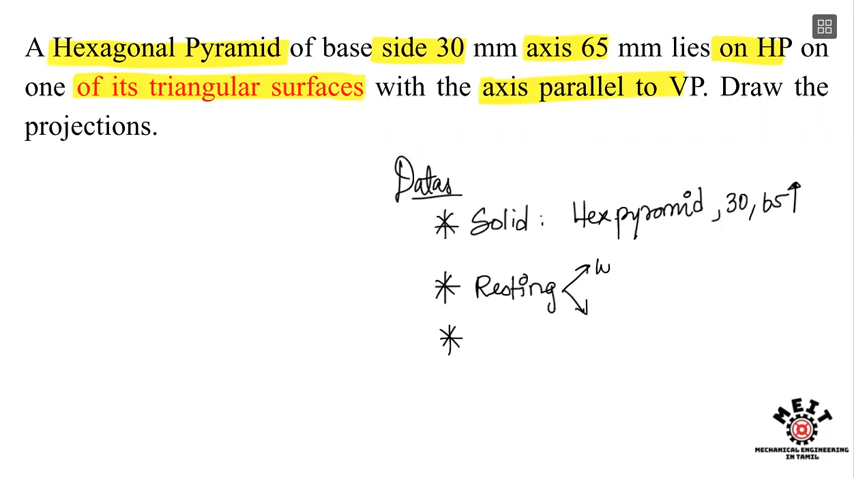 A Hexagonal Pyramid of base side 30 mm axis 65 mm lies on HP on
one of its triangular surfaces with the axis parallel to VP. Draw the
projections.
Datas
* Solid : Hex pyramid, 30, 65↑
* Resting < w
*
MEIT
MECHANICAL ENGINEERING
IN TAMIL